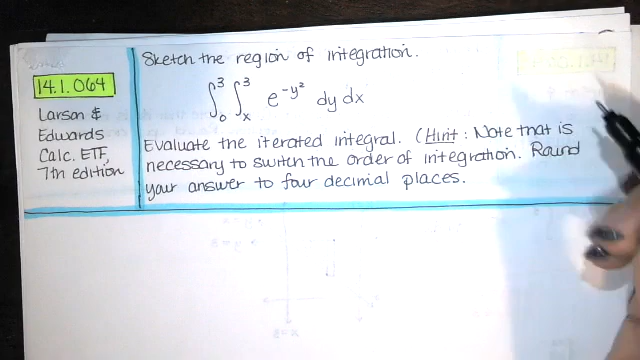 Sketch the region of integration.
14.1.064
∫₀³ ∫ₓ³ e^{-y²} dy dx
Larson &
Edwards
Calc. ETF,
7th edition
Evaluate the iterated integral. (Hint: Note that is
necessary to switch the order of integration. Round
your answer to four decimal places.